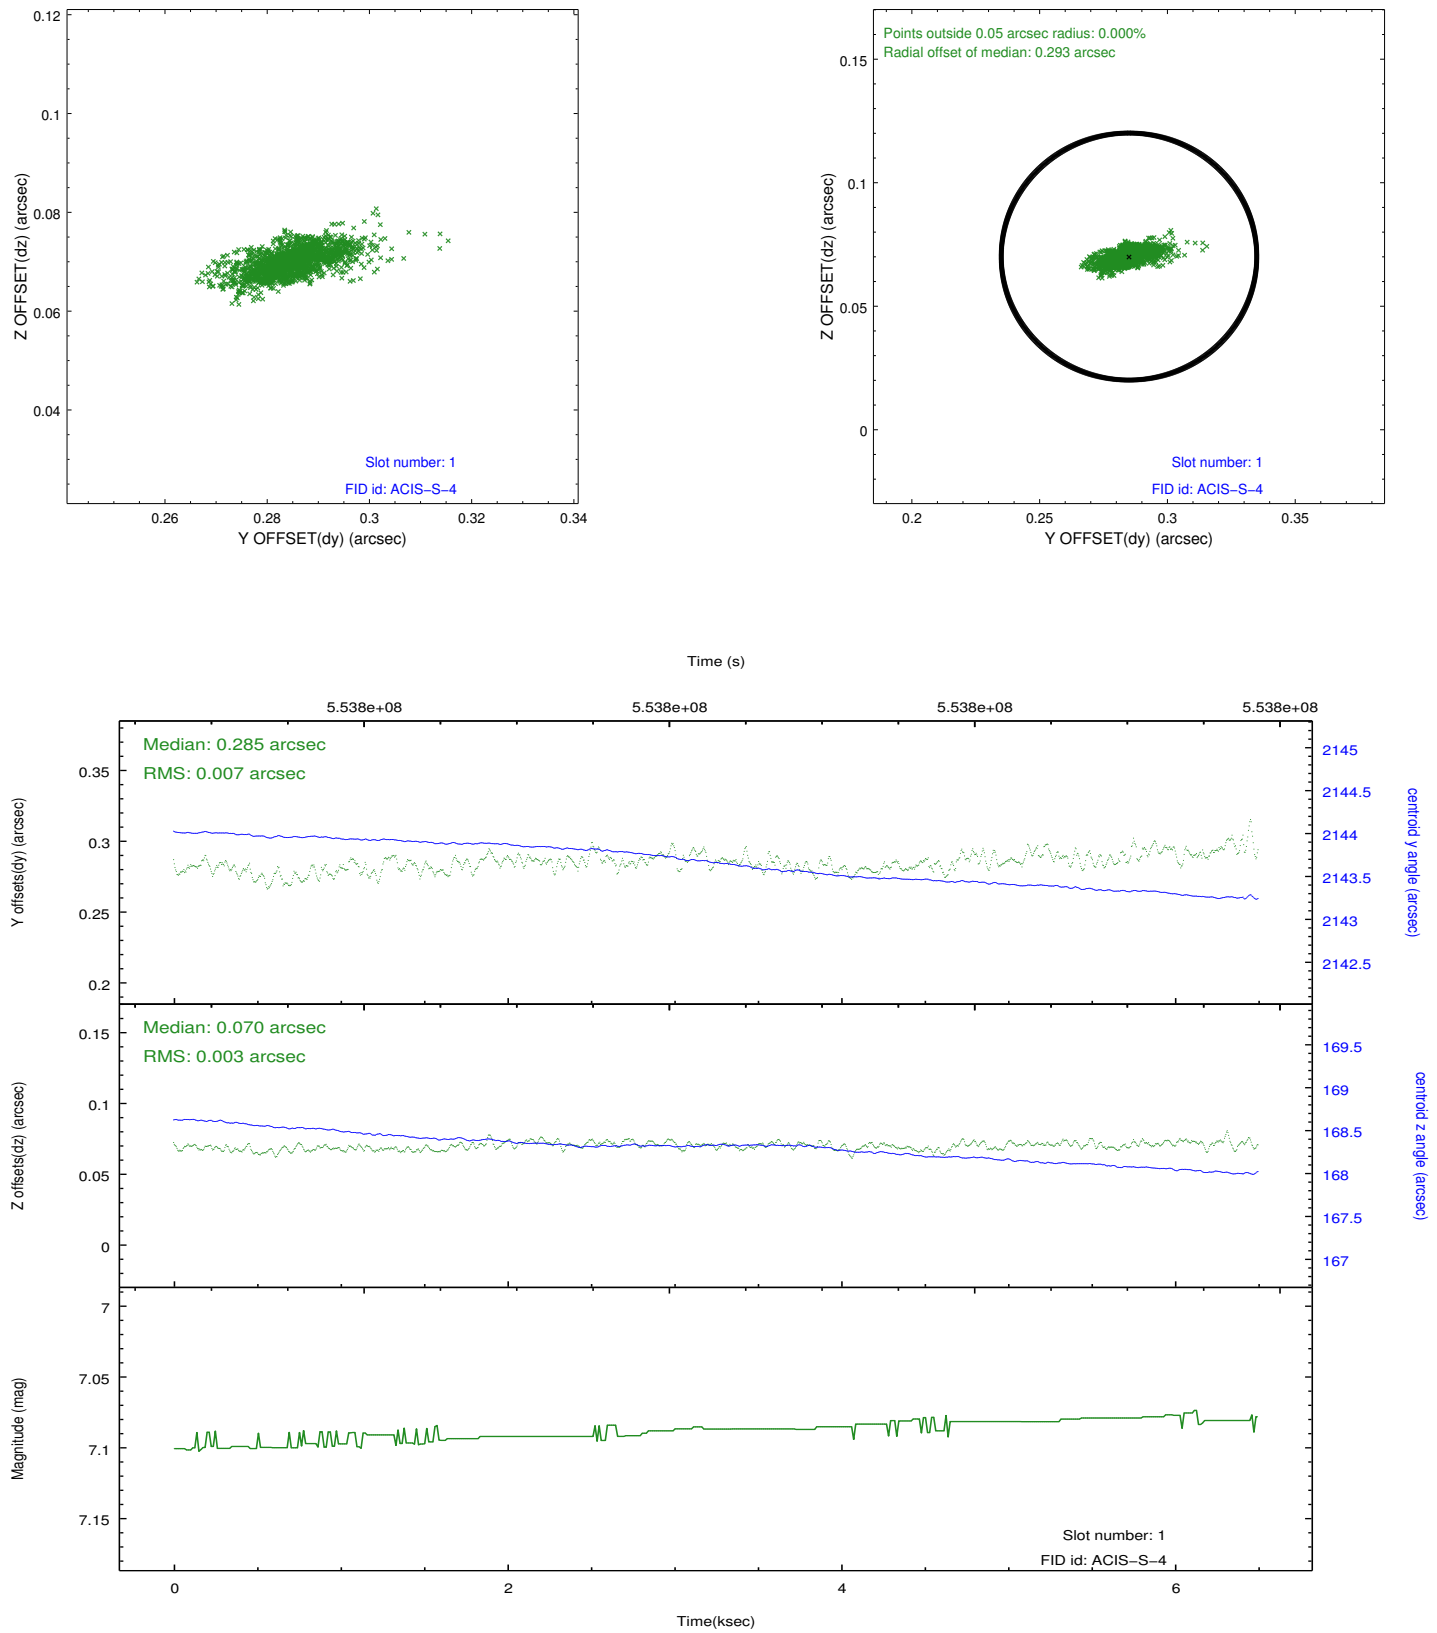 0.12
0.1
0.08
0.06
0.04
Z OFFSET(dz) (arcsec)
Slot number: 1
FID id: ACIS−S−4
0.26
0.28
0.3
0.32
0.34
Y OFFSET(dy) (arcsec)
Points outside 0.05 arcsec radius: 0.000%
Radial offset of median: 0.293 arcsec
0.15
0.1
0.05
0
Z OFFSET(dz) (arcsec)
Slot number: 1
FID id: ACIS−S−4
0.2
0.25
0.3
0.35
Y OFFSET(dy) (arcsec)
Time (s)
5.538e+08
5.538e+08
5.538e+08
5.538e+08
Median: 0.285 arcsec
RMS: 0.007 arcsec
0.35
0.3
0.25
0.2
Y offsets(dy) (arcsec)
2145
2144.5
2144
2143.5
2143
2142.5
centroid y angle (arcsec)
Median: 0.070 arcsec
RMS: 0.003 arcsec
0.15
0.1
0.05
0
Z offsets(dz) (arcsec)
169.5
169
168.5
168
167.5
167
centroid z angle (arcsec)
7
7.05
7.1
7.15
Magnitude (mag)
Slot number: 1
FID id: ACIS−S−4
0
2
4
6
Time(ksec)